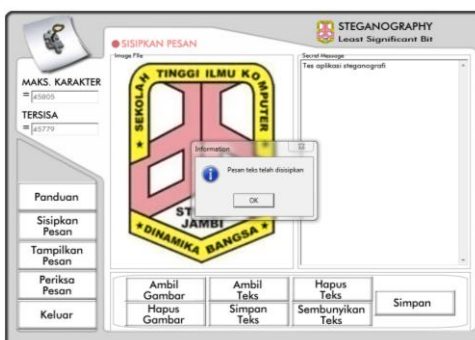 STEGANOGRAPHY
Least Significant Bit
SISIPKAN PESAN
Image File
Secret Message
Tes aplikasi steganografi
MAKS. KARAKTER
= 45805
TERSISA
= 45779
SEKOLAH TINGGI ILMU KOMPUTER
ST
JAMBI
* DINAMIKA BANGSA *
Information
Pesan teks telah disisipkan
OK
Panduan
Sisipkan
Pesan
Tampilkan
Pesan
Periksa
Pesan
Keluar
Ambil
Gambar
Ambil
Teks
Hapus
Teks
Simpan
Hapus
Gambar
Simpan
Teks
Sembunyikan
Teks